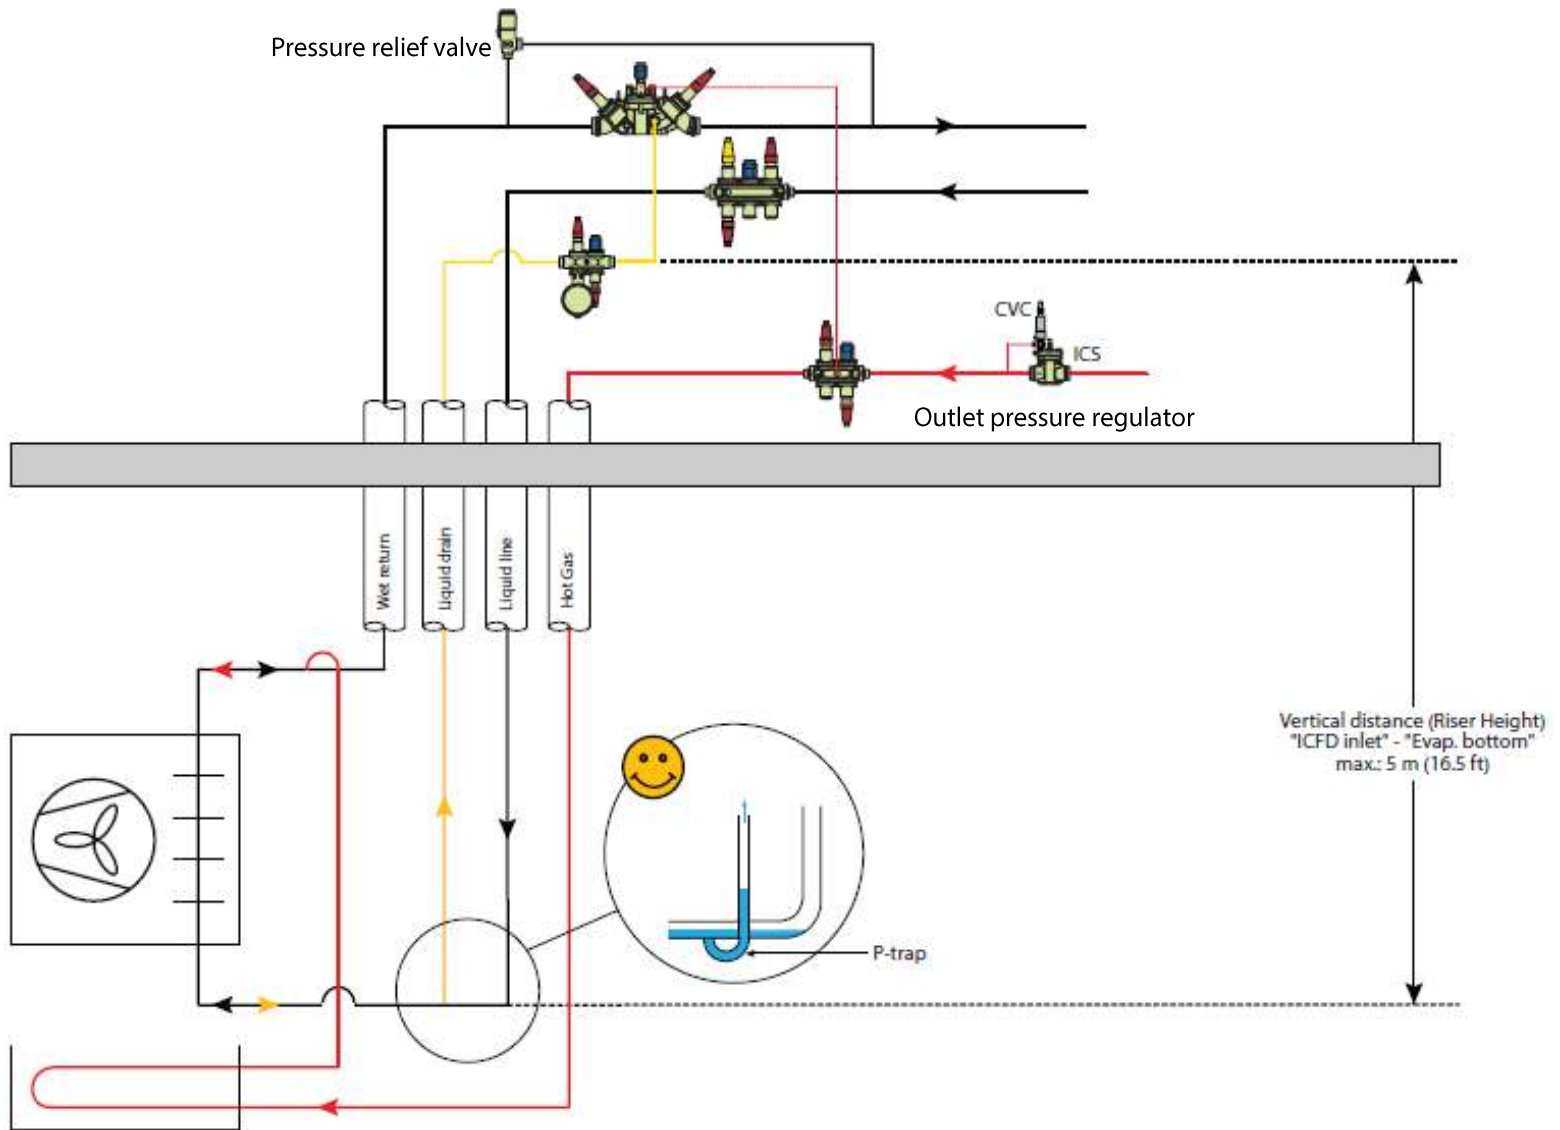 Pressure relief valve
CVC
ICS
Outlet pressure regulator
Wet return
Liquid drain
Liquid line
Hot Gas
Vertical distance (Riser Height)
"ICFD inlet" - "Evap. bottom"
max.: 5 m (16.5 ft)
P-trap